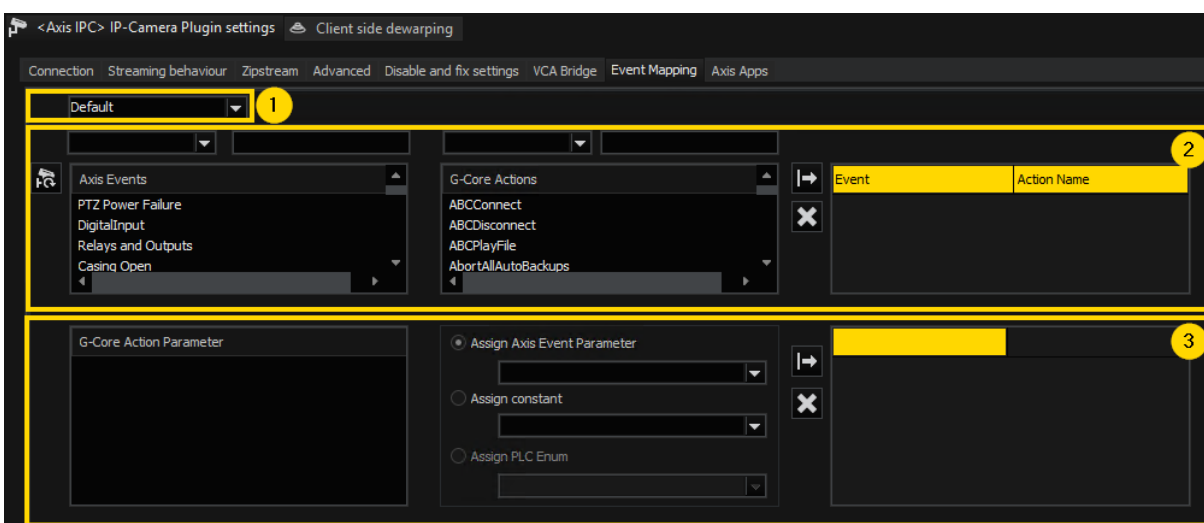 <Axis IPC> IP-Camera Plugin settings Client side dewarping
Connection Streaming behaviour Zipstream Advanced Disable and fix settings VCA Bridge Event Mapping Axis Apps
Default 1
2
Axis Events G-Core Actions Event Action Name
PTZ Power Failure ABCConnect
DigitalInput ABCDisconnect
Relays and Outputs ABCPlayFile
Casing Open AbortAllAutoBackups
3
G-Core Action Parameter Assign Axis Event Parameter
Assign constant
Assign PLC Enum